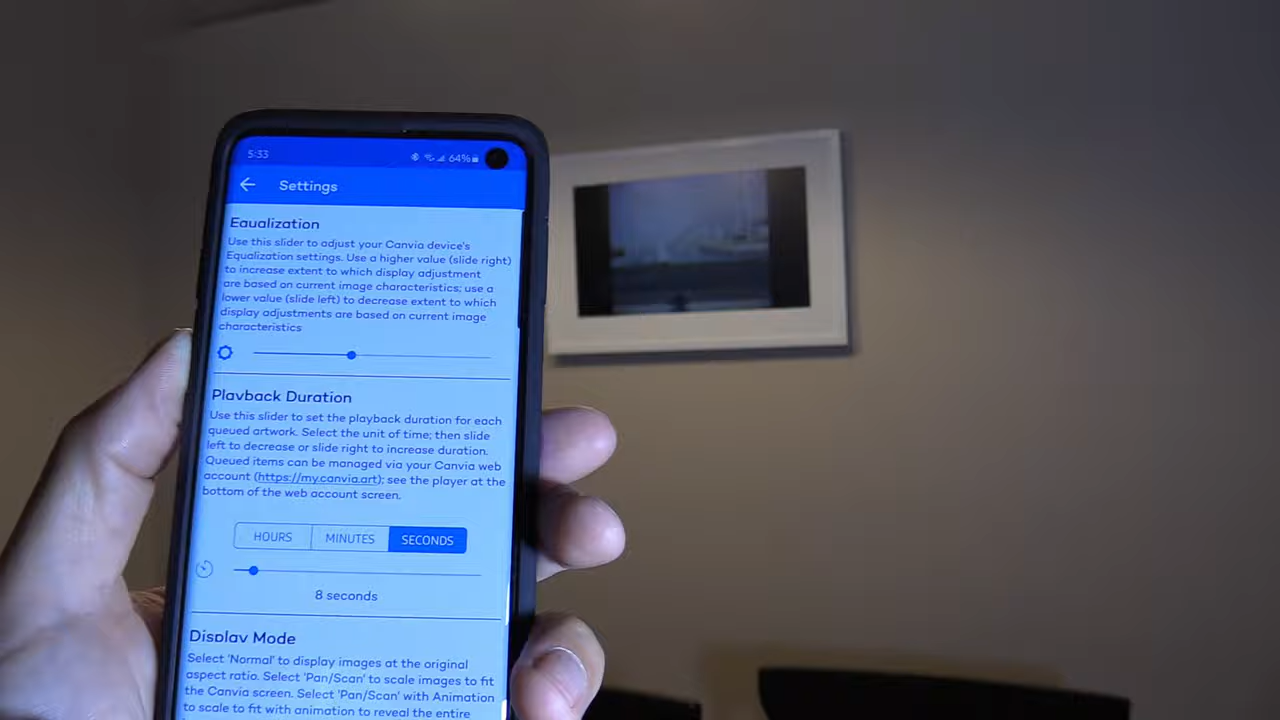 5:33
64%
Settings
Equalization
Use this slider to adjust your Canvia device's
Equalization settings. Use a higher value (slide right)
to increase extent to which display adjustment
are based on current image characteristics; use a
lower value (slide left) to decrease extent to which
display adjustments are based on current image
characteristics
Playback Duration
Use this slider to set the playback duration for each
queued artwork. Select the unit of time; then slide
left to decrease or slide right to increase duration.
Queued items can be managed via your Canvia web
account (https://my.canvia.art); see the player at the
bottom of the web account screen.
HOURS MINUTES SECONDS
8 seconds
Display Mode
Select 'Normal' to display images at the original
aspect ratio. Select 'Pan/Scan' to scale images to fit
the Canvia screen. Select 'Pan/Scan' with Animation
to scale to fit with animation to reveal the entire